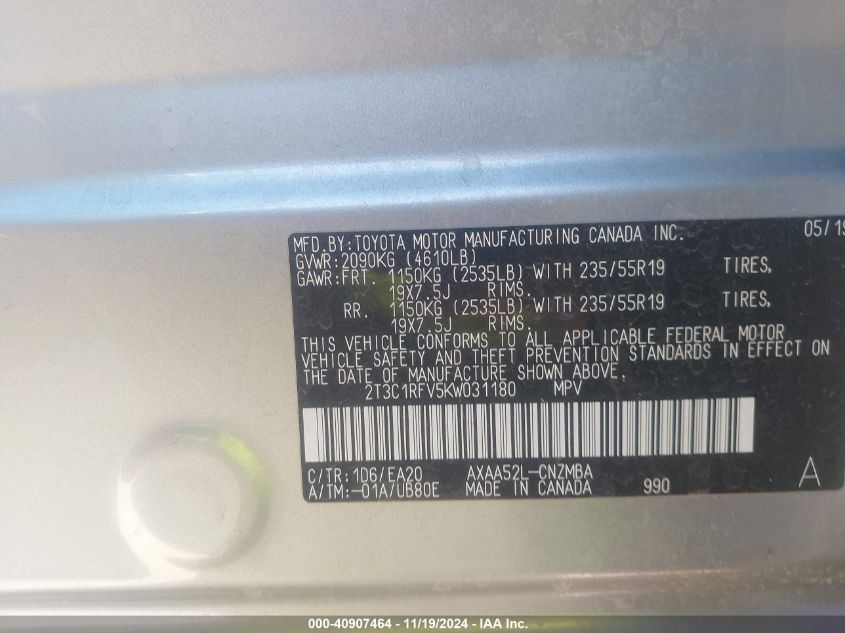 MFD.BY:TOYOTA MOTOR MANUFACTURING CANADA INC. 05/19
GVWR:2090KG (4610LB)
GAWR:FRT. 1150KG (2535LB) WITH 235/55R19 TIRES,
19X7.5J RIMS.
RR. 1150KG (2535LB) WITH 235/55R19 TIRES,
19X7.5J RIMS.
THIS VEHICLE CONFORMS TO ALL APPLICABLE FEDERAL MOTOR
VEHICLE SAFETY AND THEFT PREVENTION STANDARDS IN EFFECT ON
THE DATE OF MANUFACTURE SHOWN ABOVE.
2T3C1RFV5KW031180 MPV
C/TR:1D6/EA20 AXAA52L-CNZMBA
A/TM:-01A/UB80E MADE IN CANADA 990 A
000-40907464 - 11/19/2024 - IAA Inc.